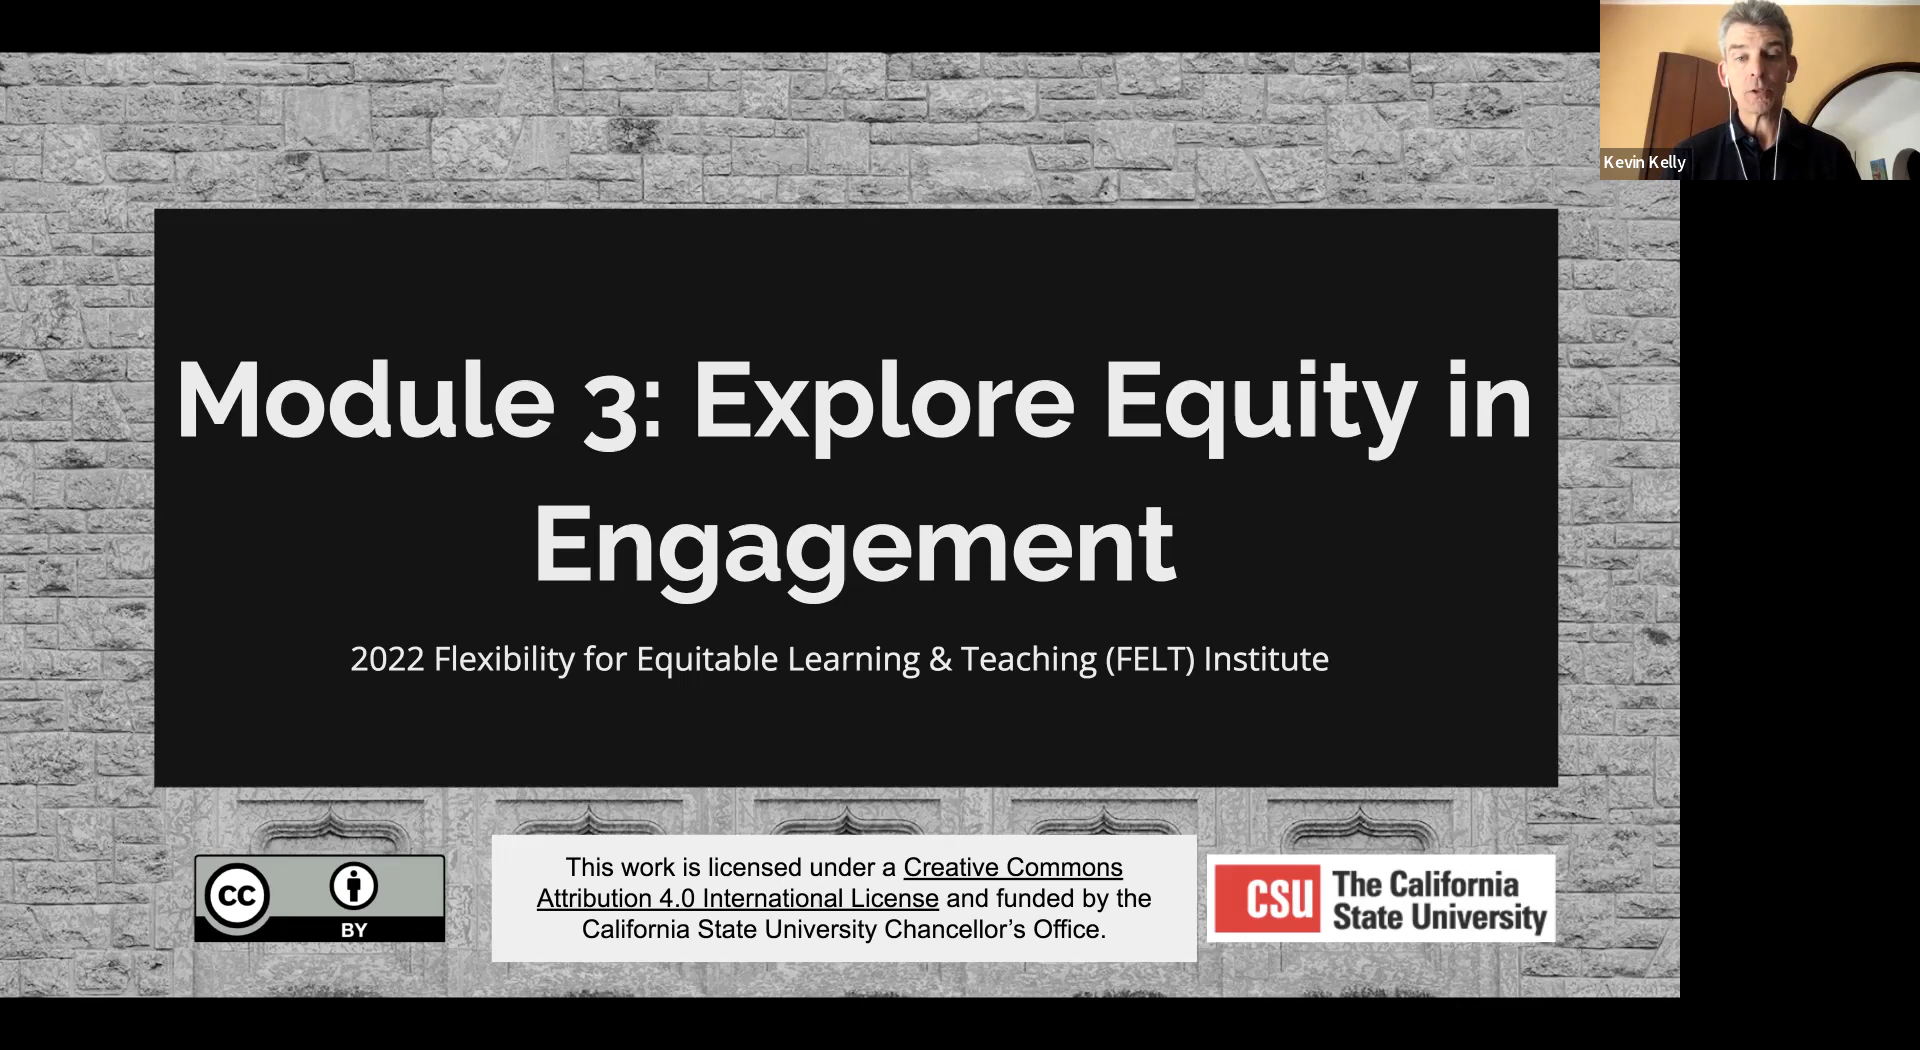 Kevin Kelly
Module 3: Explore Equity in
Engagement
2022 Flexibility for Equitable Learning & Teaching (FELT) Institute
cc
BY
This work is licensed under a Creative Commons
Attribution 4.0 International License and funded by the
California State University Chancellor’s Office.
CSU
The California
State University